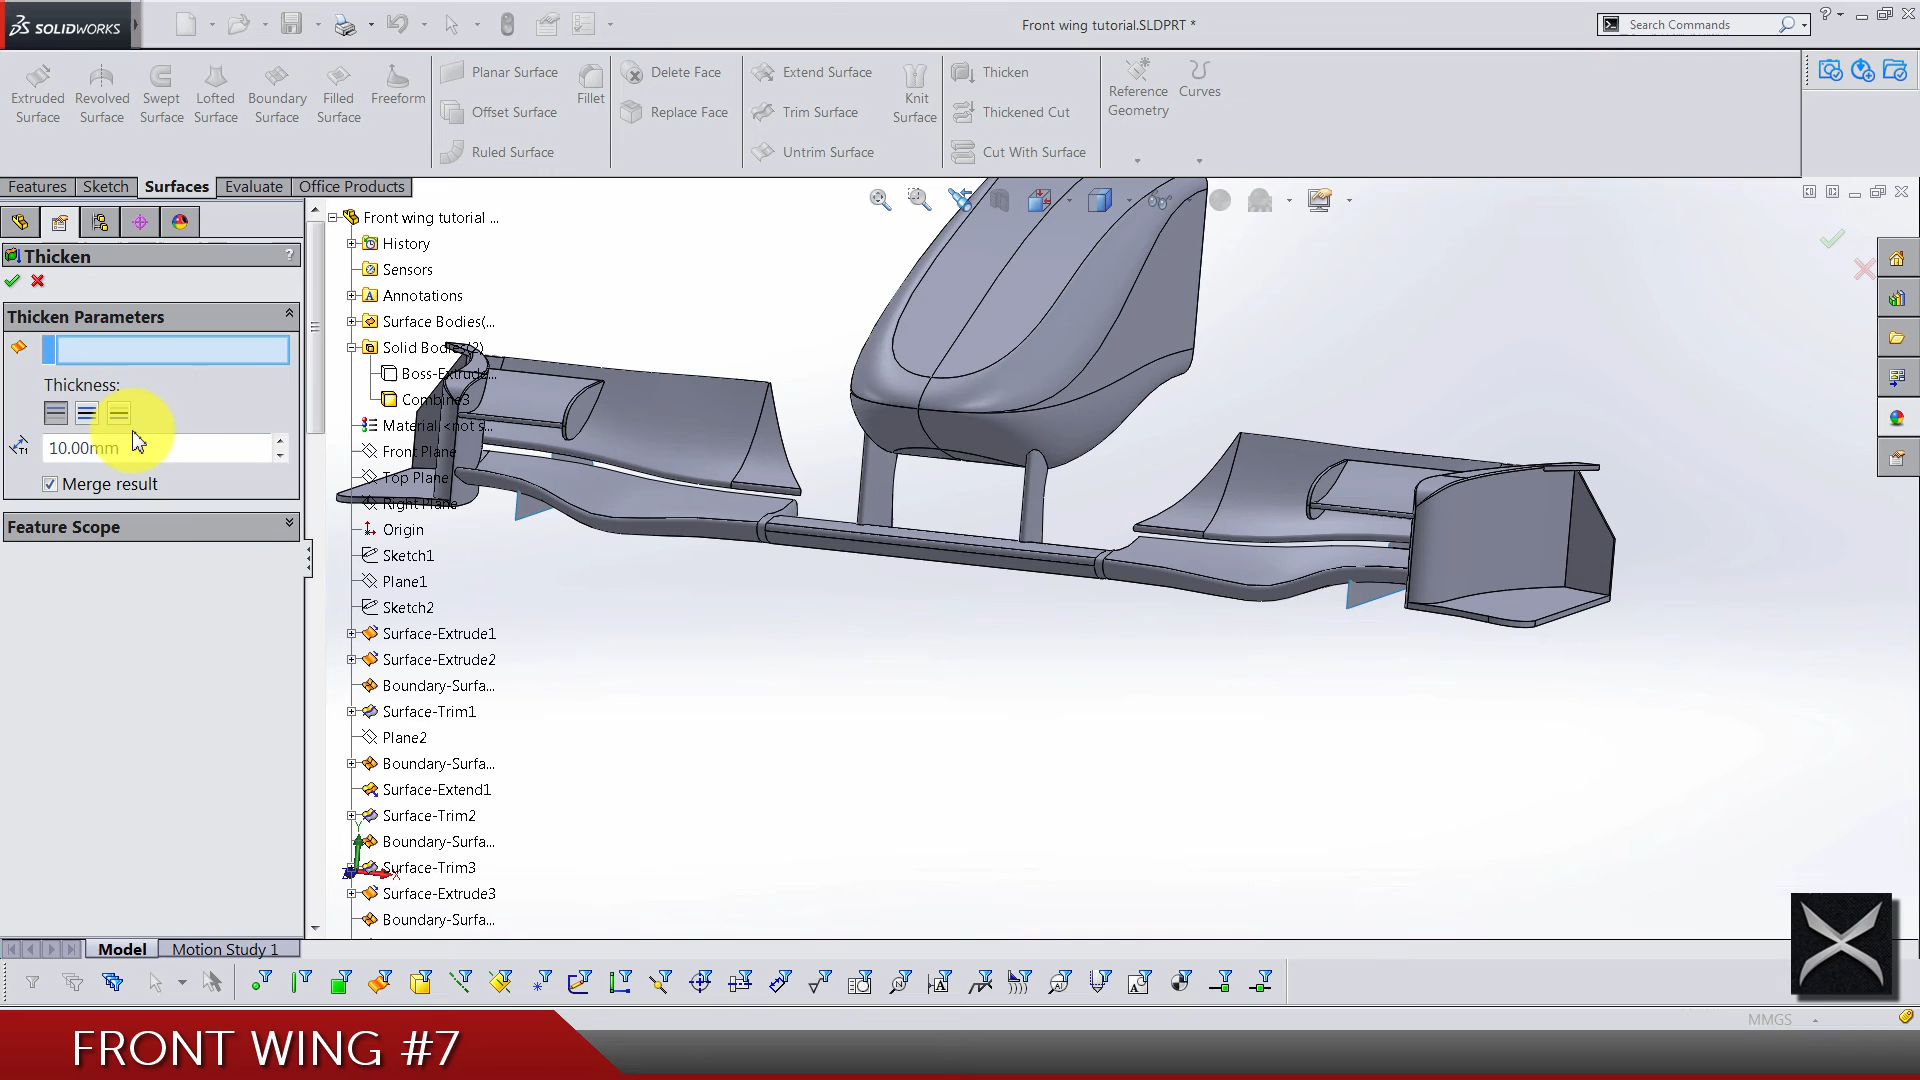 SOLIDWORKS
Front wing tutorial.SLDPRT *
Search Commands
Extruded Surface
Revolved Surface
Swept Surface
Lofted Surface
Boundary Surface
Filled Surface
Freeform
Planar Surface
Offset Surface
Ruled Surface
Fillet
Delete Face
Replace Face
Extend Surface
Trim Surface
Untrim Surface
Knit Surface
Thicken
Thickened Cut
Cut With Surface
Reference Geometry
Curves
Features
Sketch
Surfaces
Evaluate
Office Products
Thicken
?
Thicken Parameters
Thickness:
10.00mm
Merge result
Feature Scope
Front wing tutorial ...
History
Sensors
Annotations
Surface Bodies(...
Solid Bodies(2)
Boss-Extrude...
Combine3
Material <not s...
Front Plane
Top Plane
Right Plane
Origin
Sketch1
Plane1
Sketch2
Surface-Extrude1
Surface-Extrude2
Boundary-Surfa...
Surface-Trim1
Plane2
Boundary-Surfa...
Surface-Extend1
Surface-Trim2
Boundary-Surfa...
Surface-Trim3
Surface-Extrude3
Boundary-Surfa...
Y
X
Model
Motion Study 1
MMGS
FRONT WING #7